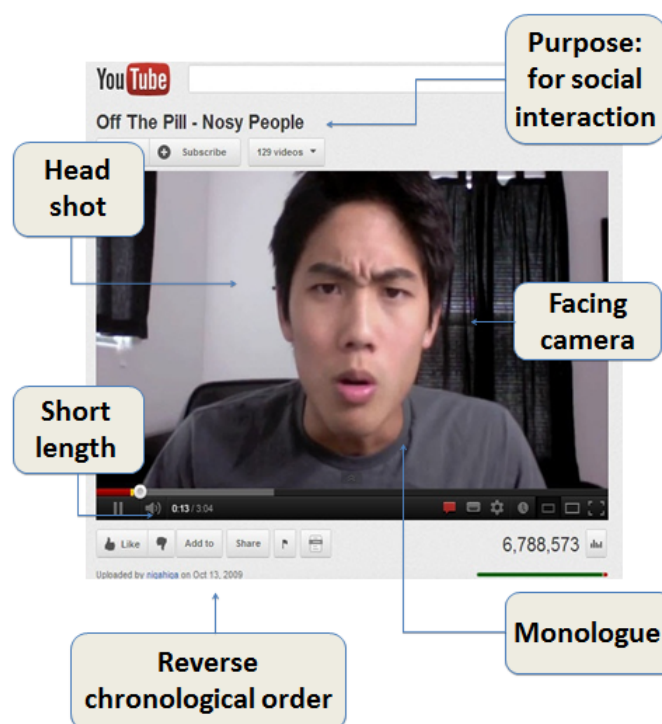 Purpose:
for social
interaction
YouTube
Off The Pill - Nosy People
Subscribe
129 videos
Head
shot
Facing
camera
Short
length
0:13 / 3:04
Like
Add to
Share
6,788,573
Uploaded by nigahiga on Oct 13, 2009
Monologue
Reverse
chronological order